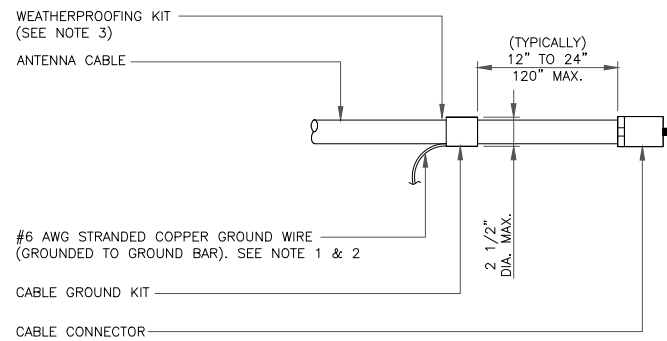 WEATHERPROOFING KIT
(SEE NOTE 3)
ANTENNA CABLE
(TYPICALLY)
12" TO 24"
120" MAX.
2 1/2"
DIA. MAX.
#6 AWG STRANDED COPPER GROUND WIRE
(GROUNDED TO GROUND BAR). SEE NOTE 1 & 2
CABLE GROUND KIT
CABLE CONNECTOR